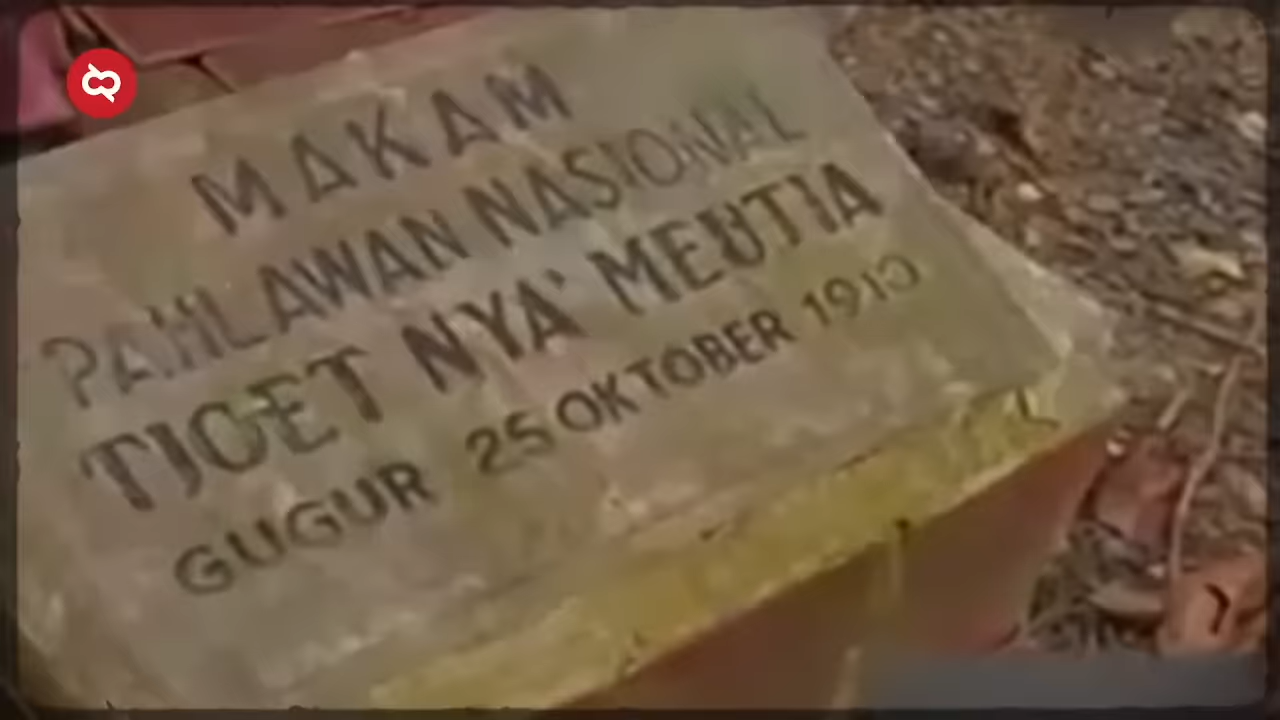 MAKAM
PAHLAWAN NASIONAL
TJOET NYA' MEUTIA
GUGUR 25 OKTOBER 1910